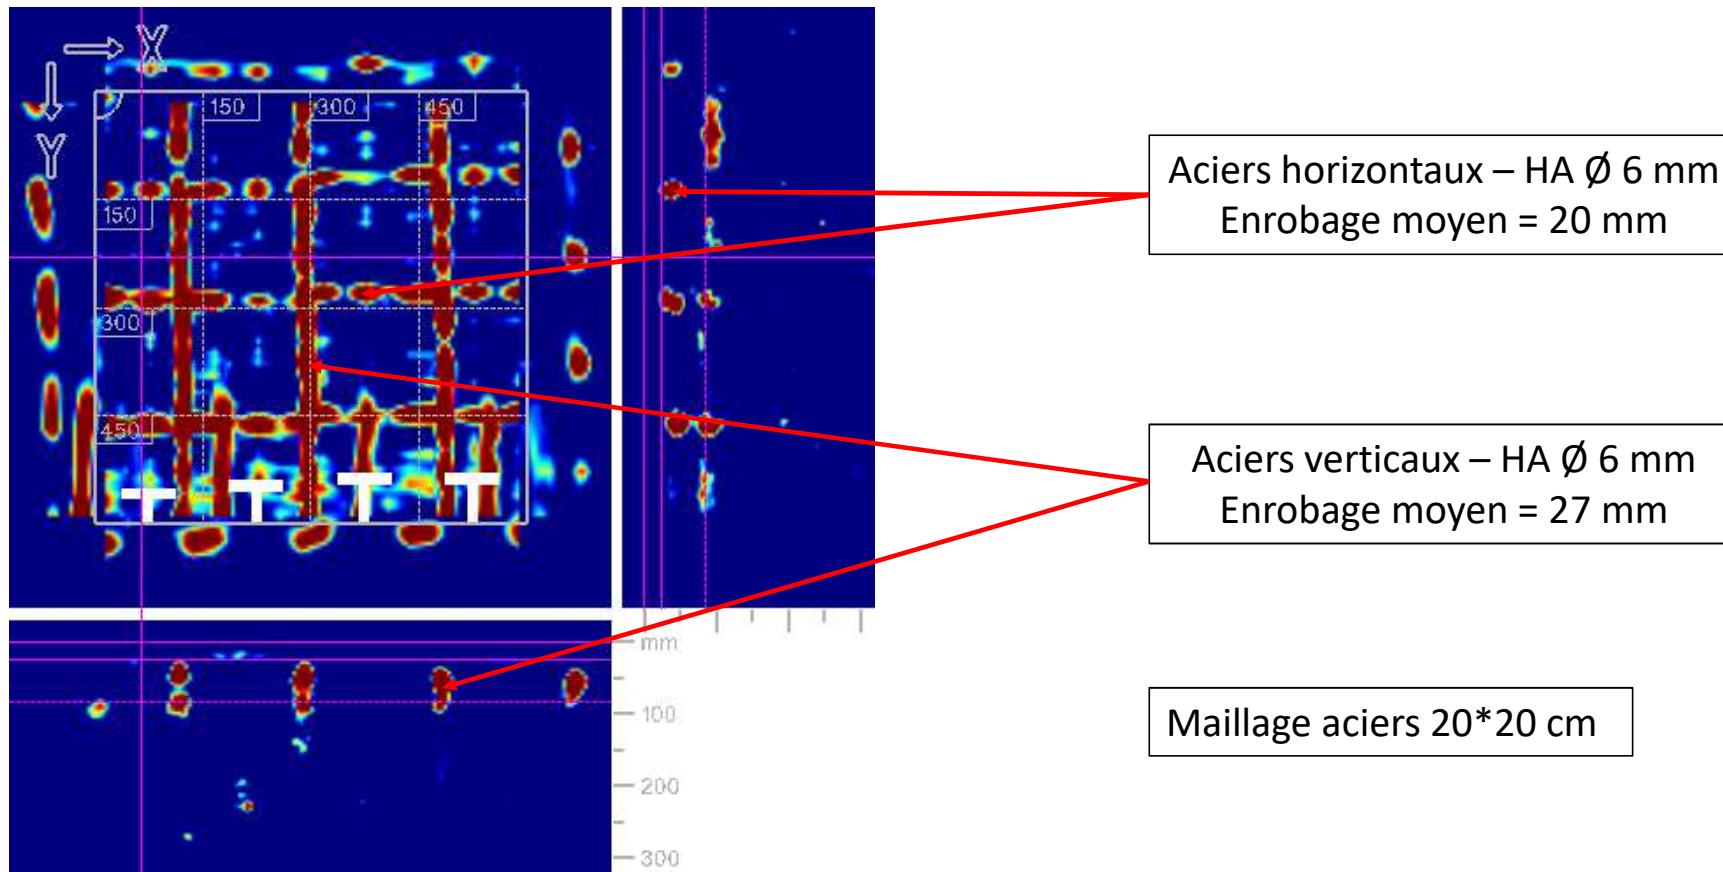 X
Y
150
300
450
150
300
450
T T T T
mm
100
200
300
Aciers horizontaux – HA Ø 6 mm
Enrobage moyen = 20 mm
Aciers verticaux – HA Ø 6 mm
Enrobage moyen = 27 mm
Maillage aciers 20*20 cm